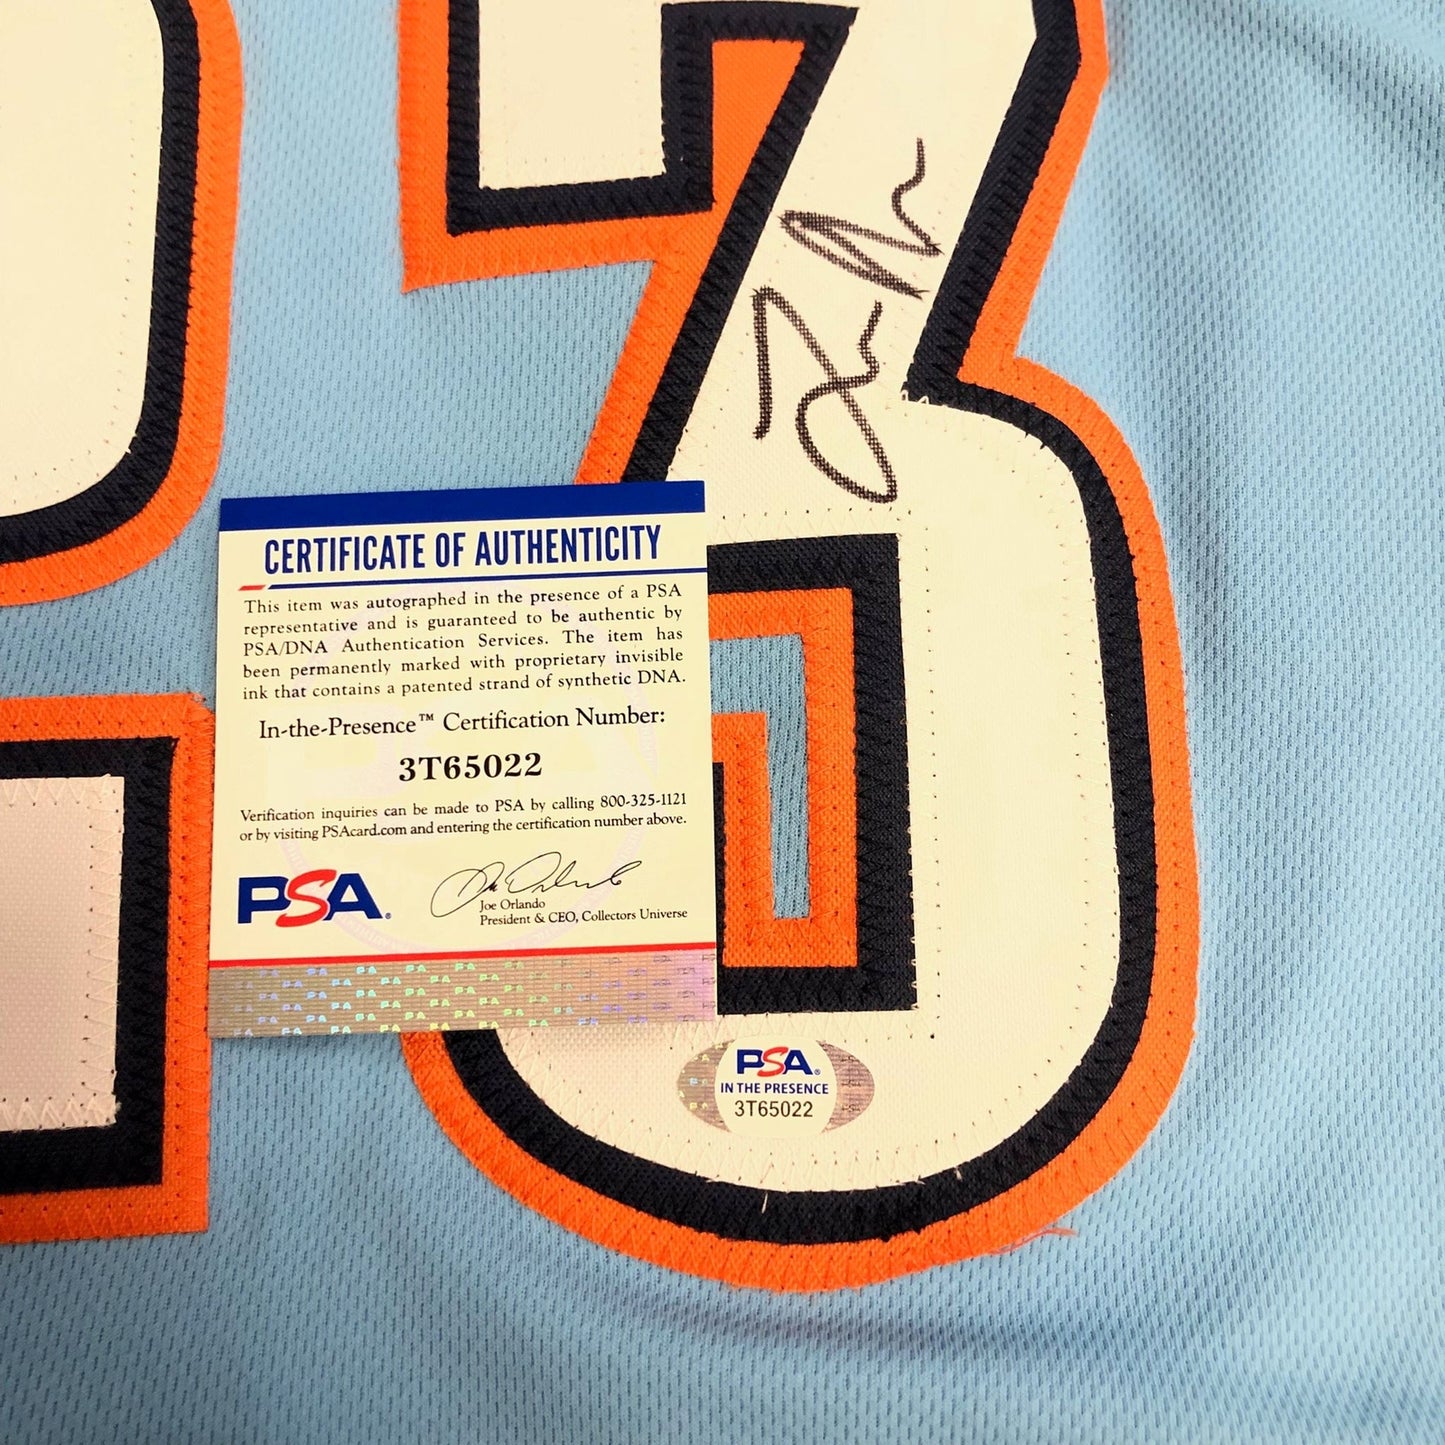 CERTIFICATE OF AUTHENTICITY
This item was autographed in the presence of a PSA
representative and is guaranteed to be authentic by
PSA/DNA Authentication Services. The item has
been permanently marked with proprietary invisible
ink that contains a patented strand of synthetic DNA.
In-the-Presence™ Certification Number:
3T65022
Verification inquiries can be made to PSA by calling 800-325-1121
or by visiting PSAcard.com and entering the certification number above.
PSA®
Joe Orlando
President & CEO, Collectors Universe
PSA®
IN THE PRESENCE
3T65022